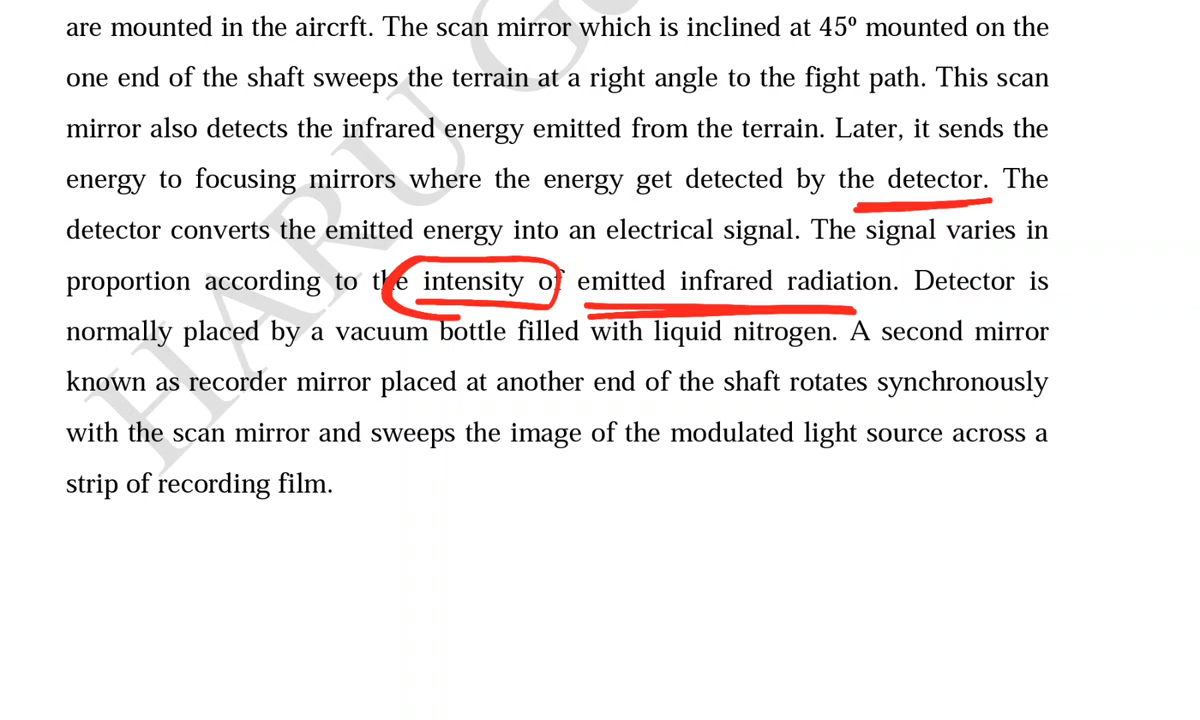 are mounted in the aircrft. The scan mirror which is inclined at 45º mounted on the
one end of the shaft sweeps the terrain at a right angle to the fight path. This scan
mirror also detects the infrared energy emitted from the terrain. Later, it sends the
energy to focusing mirrors where the energy get detected by the detector. The
detector converts the emitted energy into an electrical signal. The signal varies in
proportion according to the intensity of emitted infrared radiation. Detector is
normally placed by a vacuum bottle filled with liquid nitrogen. A second mirror
known as recorder mirror placed at another end of the shaft rotates synchronously
with the scan mirror and sweeps the image of the modulated light source across a
strip of recording film.
HARU